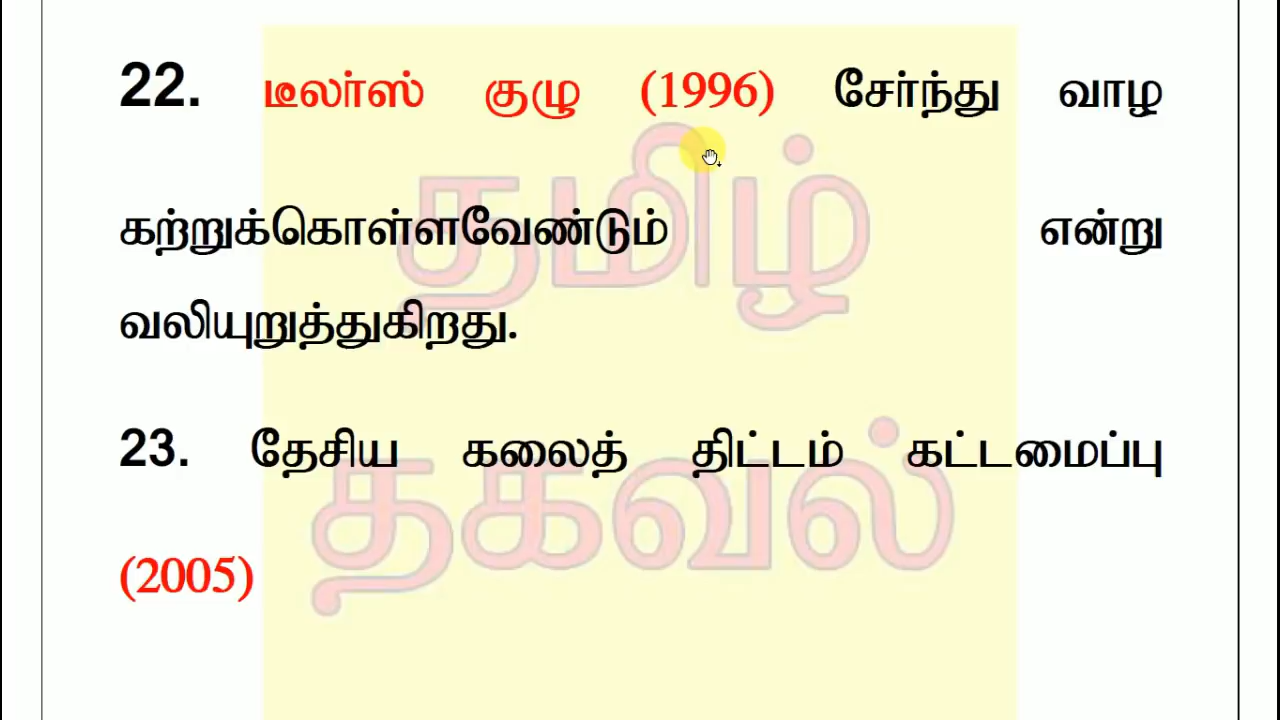 22. டீலர்ஸ் குழு (1996) சேர்ந்து வாழ
கற்றுக்கொள்ளவேண்டும் என்று
வலியுறுத்துகிறது.
23. தேசிய கலைத் திட்டம் கட்டமைப்பு
(2005)
தமிழ்
தகவல்